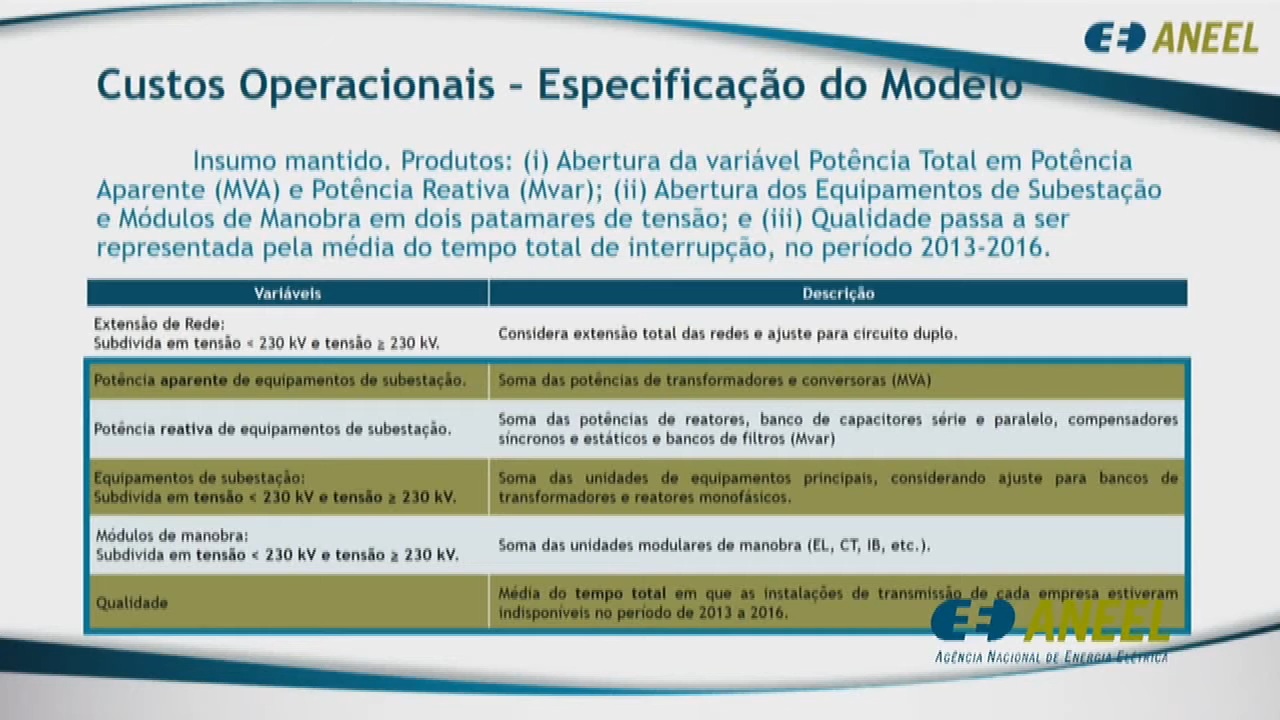 ANEEL
Custos Operacionais – Especificação do Modelo
Insumo mantido. Produtos: (i) Abertura da variável Potência Total em Potência
Aparente (MVA) e Potência Reativa (Mvar); (ii) Abertura dos Equipamentos de Subestação
e Módulos de Manobra em dois patamares de tensão; e (iii) Qualidade passa a ser
representada pela média do tempo total de interrupção, no período 2013-2016.
Variáveis
Descrição
Extensão de Rede:
Subdivida em tensão < 230 kV e tensão ≥ 230 kV.
Considera extensão total das redes e ajuste para circuito duplo.
Potência aparente de equipamentos de subestação.
Soma das potências de transformadores e conversoras (MVA)
Potência reativa de equipamentos de subestação.
Soma das potências de reatores, banco de capacitores série e paralelo, compensadores
síncronos e estáticos e bancos de filtros (Mvar)
Equipamentos de subestação:
Subdivida em tensão < 230 kV e tensão ≥ 230 kV.
Soma das unidades de equipamentos principais, considerando ajuste para bancos de
transformadores e reatores monofásicos.
Módulos de manobra:
Subdivida em tensão < 230 kV e tensão ≥ 230 kV.
Soma das unidades modulares de manobra (EL, CT, IB, etc.).
Qualidade
Média do tempo total em que as instalações de transmissão de cada empresa estiveram
indisponíveis no período de 2013 a 2016.
ANEEL
AGÊNCIA NACIONAL DE ENERGIA ELÉTRICA